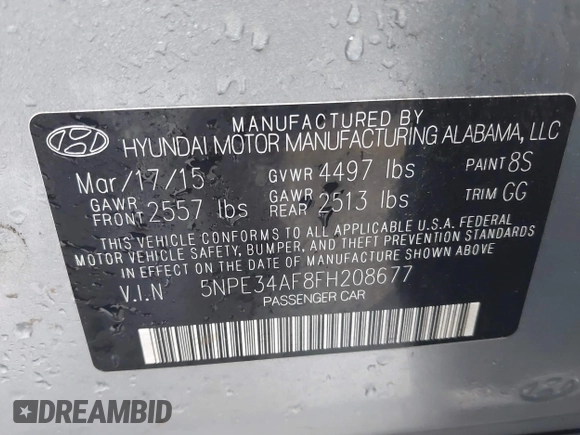 MANUFACTURED BY
HYUNDAI MOTOR MANUFACTURING ALABAMA, LLC
Mar/17/15 GVWR 4497 lbs PAINT 8S
GAWR FRONT 2557 lbs GAWR REAR 2513 lbs TRIM GG
THIS VEHICLE CONFORMS TO ALL APPLICABLE U.S.A. FEDERAL
MOTOR VEHICLE SAFETY, BUMPER, AND THEFT PREVENTION
STANDARDS IN EFFECT ON THE DATE OF MANUFACTURE SHOWN ABOVE.
V.I.N 5NPE34AF8FH208677
PASSENGER CAR
DREAMBID